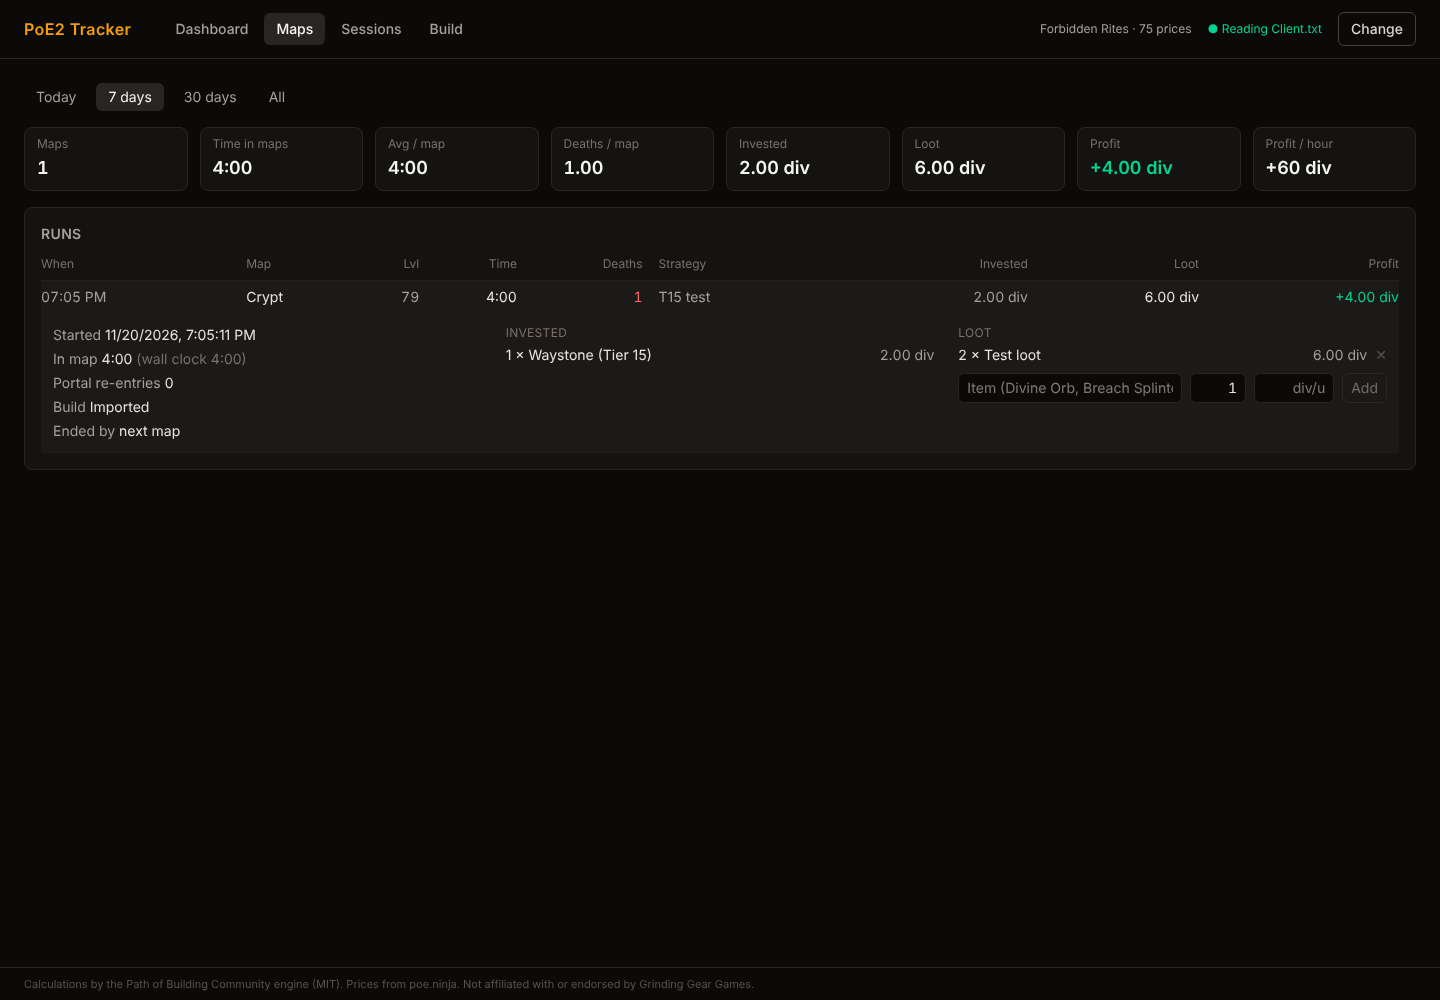 PoE2 Tracker Dashboard Maps Sessions Build Forbidden Rites · 75 prices Reading Client.txt Change
Today 7 days 30 days All
Maps Time in maps Avg / map Deaths / map Invested Loot Profit Profit / hour
1 4:00 4:00 1.00 2.00 div 6.00 div +4.00 div +60 div
RUNS
When Map Lvl Time Deaths Strategy Invested Loot Profit
07:05 PM Crypt 79 4:00 1 T15 test 2.00 div 6.00 div +4.00 div
Started 11/20/2026, 7:05:11 PM INVESTED LOOT
In map 4:00 (wall clock 4:00) 1 × Waystone (Tier 15) 2.00 div 2 × Test loot 6.00 div ×
Portal re-entries 0 Item (Divine Orb, Breach Splint 1 div/u Add
Build Imported
Ended by next map
Calculations by the Path of Building Community engine (MIT). Prices from poe.ninja. Not affiliated with or endorsed by Grinding Gear Games.